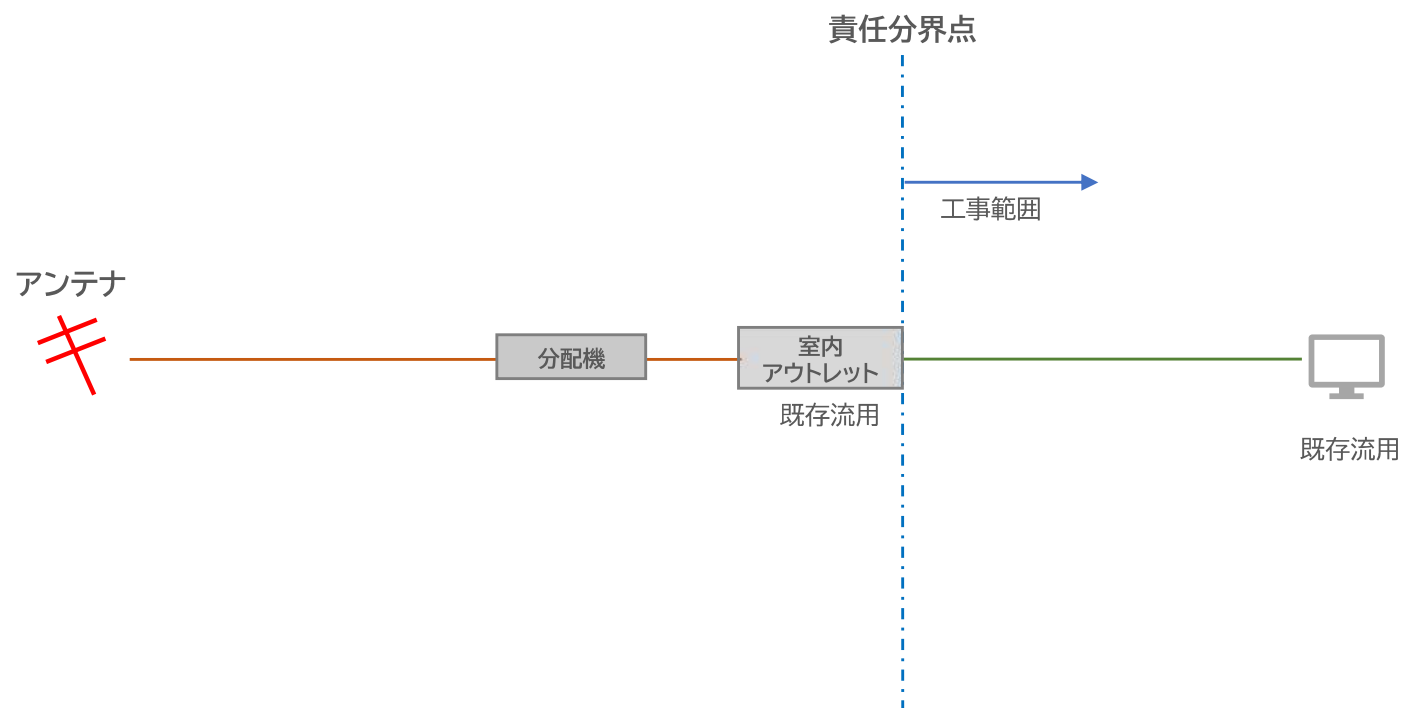 責任分界点
工事範囲
アンテナ
分配機
室内
アウトレット
既存流用
既存流用